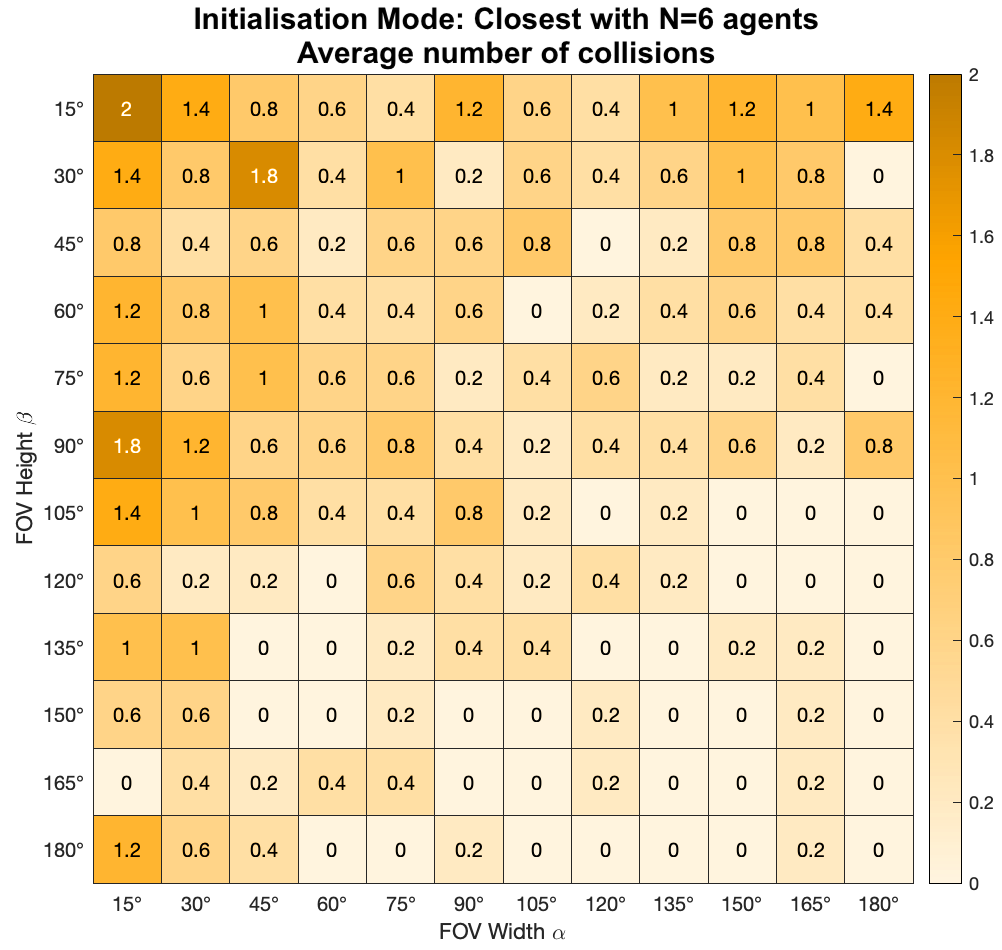 Initialisation Mode: Closest with N=6 agents
Average number of collisions
FOV Height β
15° 2 1.4 0.8 0.6 0.4 1.2 0.6 0.4 1 1.2 1 1.4
30° 1.4 0.8 1.8 0.4 1 0.2 0.6 0.4 0.6 1 0.8 0
45° 0.8 0.4 0.6 0.2 0.6 0.6 0.8 0 0.2 0.8 0.8 0.4
60° 1.2 0.8 1 0.4 0.4 0.6 0 0.2 0.4 0.6 0.4 0.4
75° 1.2 0.6 1 0.6 0.6 0.2 0.4 0.6 0.2 0.2 0.4 0
90° 1.8 1.2 0.6 0.6 0.8 0.4 0.2 0.4 0.4 0.6 0.2 0.8
105° 1.4 1 0.8 0.4 0.4 0.8 0.2 0 0.2 0 0 0
120° 0.6 0.2 0.2 0 0.6 0.4 0.2 0.4 0.2 0 0 0
135° 1 1 0 0 0.2 0.4 0.4 0 0 0.2 0.2 0
150° 0.6 0.6 0 0 0.2 0 0 0.2 0 0 0.2 0
165° 0 0.4 0.2 0.4 0.4 0 0 0.2 0 0 0.2 0
180° 1.2 0.6 0.4 0 0 0.2 0 0 0 0 0.2 0
15° 30° 45° 60° 75° 90° 105° 120° 135° 150° 165° 180°
FOV Width α
2
1.8
1.6
1.4
1.2
1
0.8
0.6
0.4
0.2
0